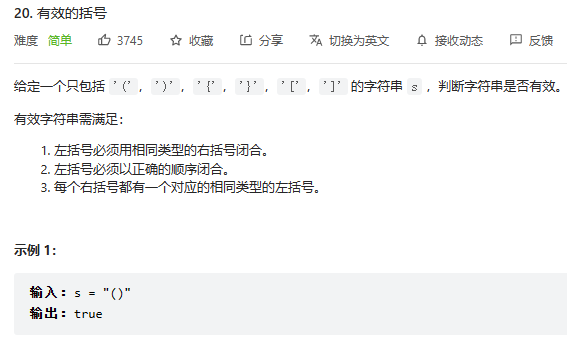 20. 有效的括号
难度 简单 3745 收藏 分享 切换为英文 接收动态 反馈
给定一个只包括 '(', ')', '{', '}', '[', ']' 的字符串 s ，判断字符串是否有效。
有效字符串需满足：
1. 左括号必须用相同类型的右括号闭合。
2. 左括号必须以正确的顺序闭合。
3. 每个右括号都有一个对应的相同类型的左括号。
示例 1：
输入：s = "()"
输出：true